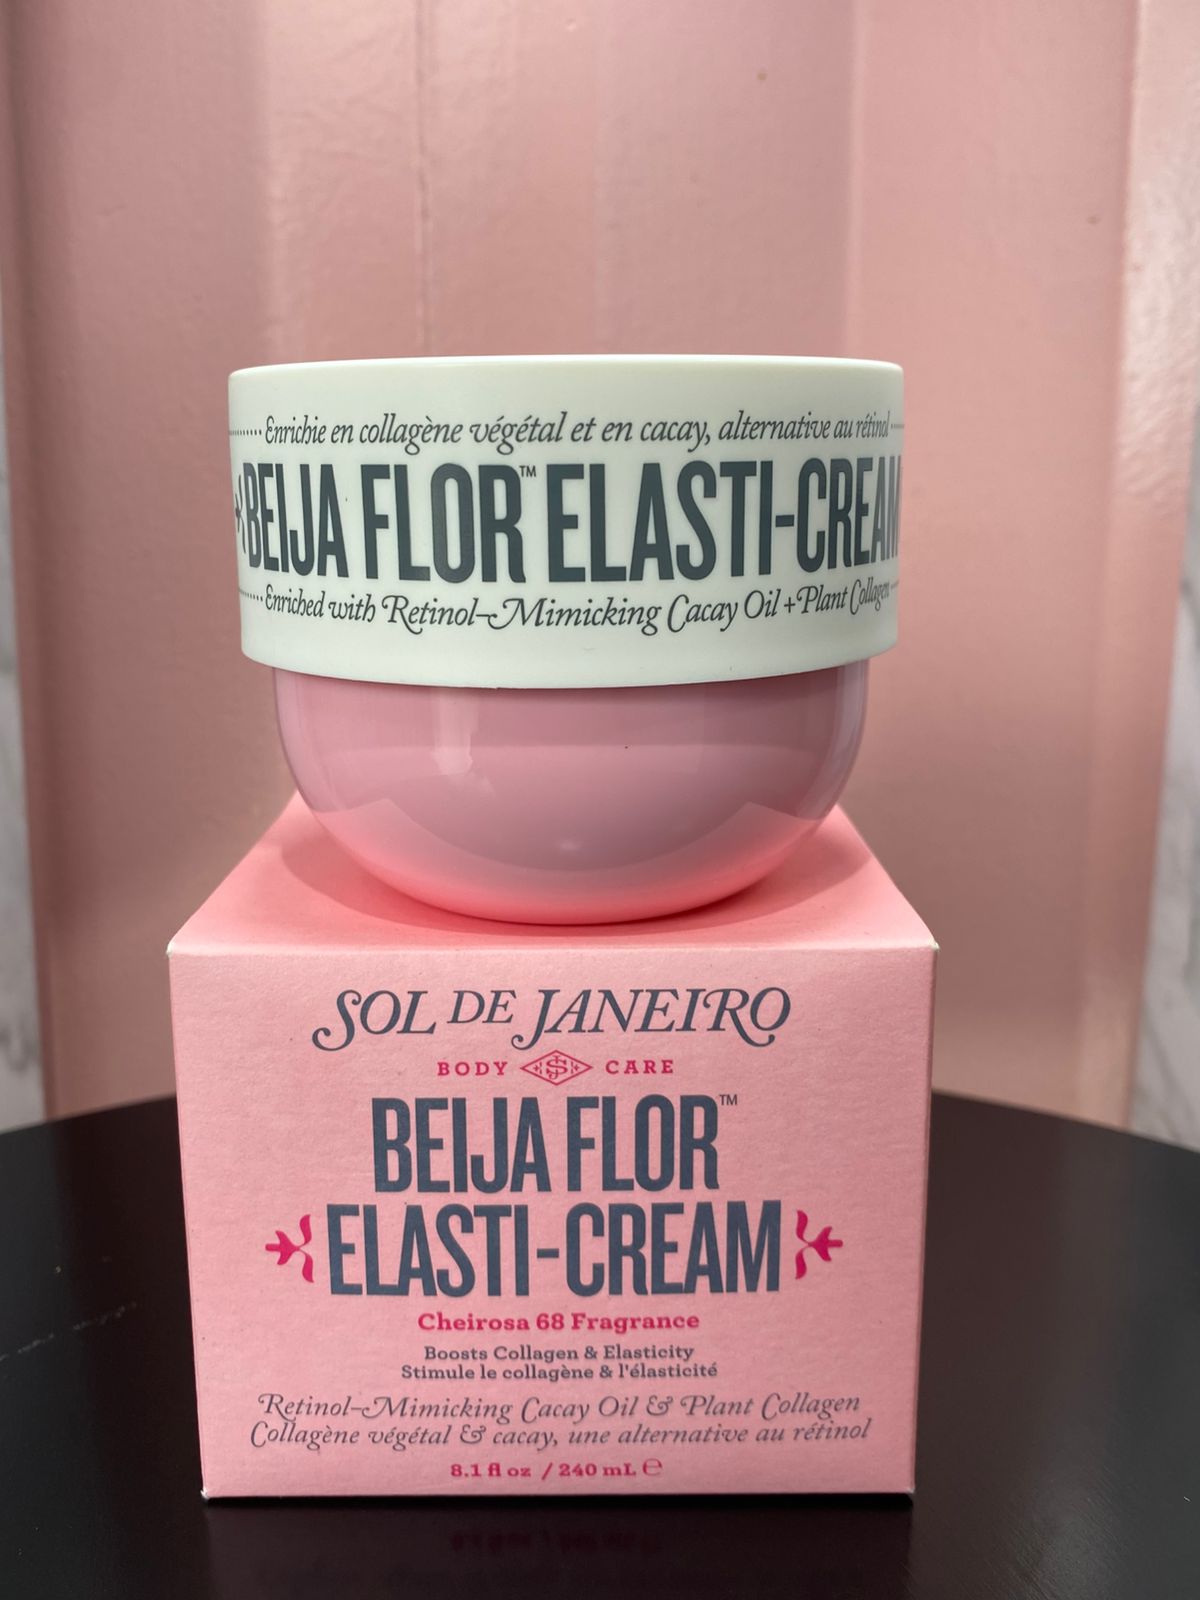 Enrichie en collagène végétal et en cacay, alternative au rétinol
BEIJA FLOR™ ELASTI-CREAM
Enriched with Retinol-Mimicking Cacay Oil + Plant Collagen
SOL DE JANEIRO
BODY CARE
BEIJA FLOR™
ELASTI-CREAM
Cheirosa 68 Fragrance
Boosts Collagen & Elasticity
Stimule le collagène & l'élasticité
Retinol-Mimicking Cacay Oil & Plant Collagen
Collagène végétal & cacay, une alternative au rétinol
8.1 fl oz / 240 mL ℮